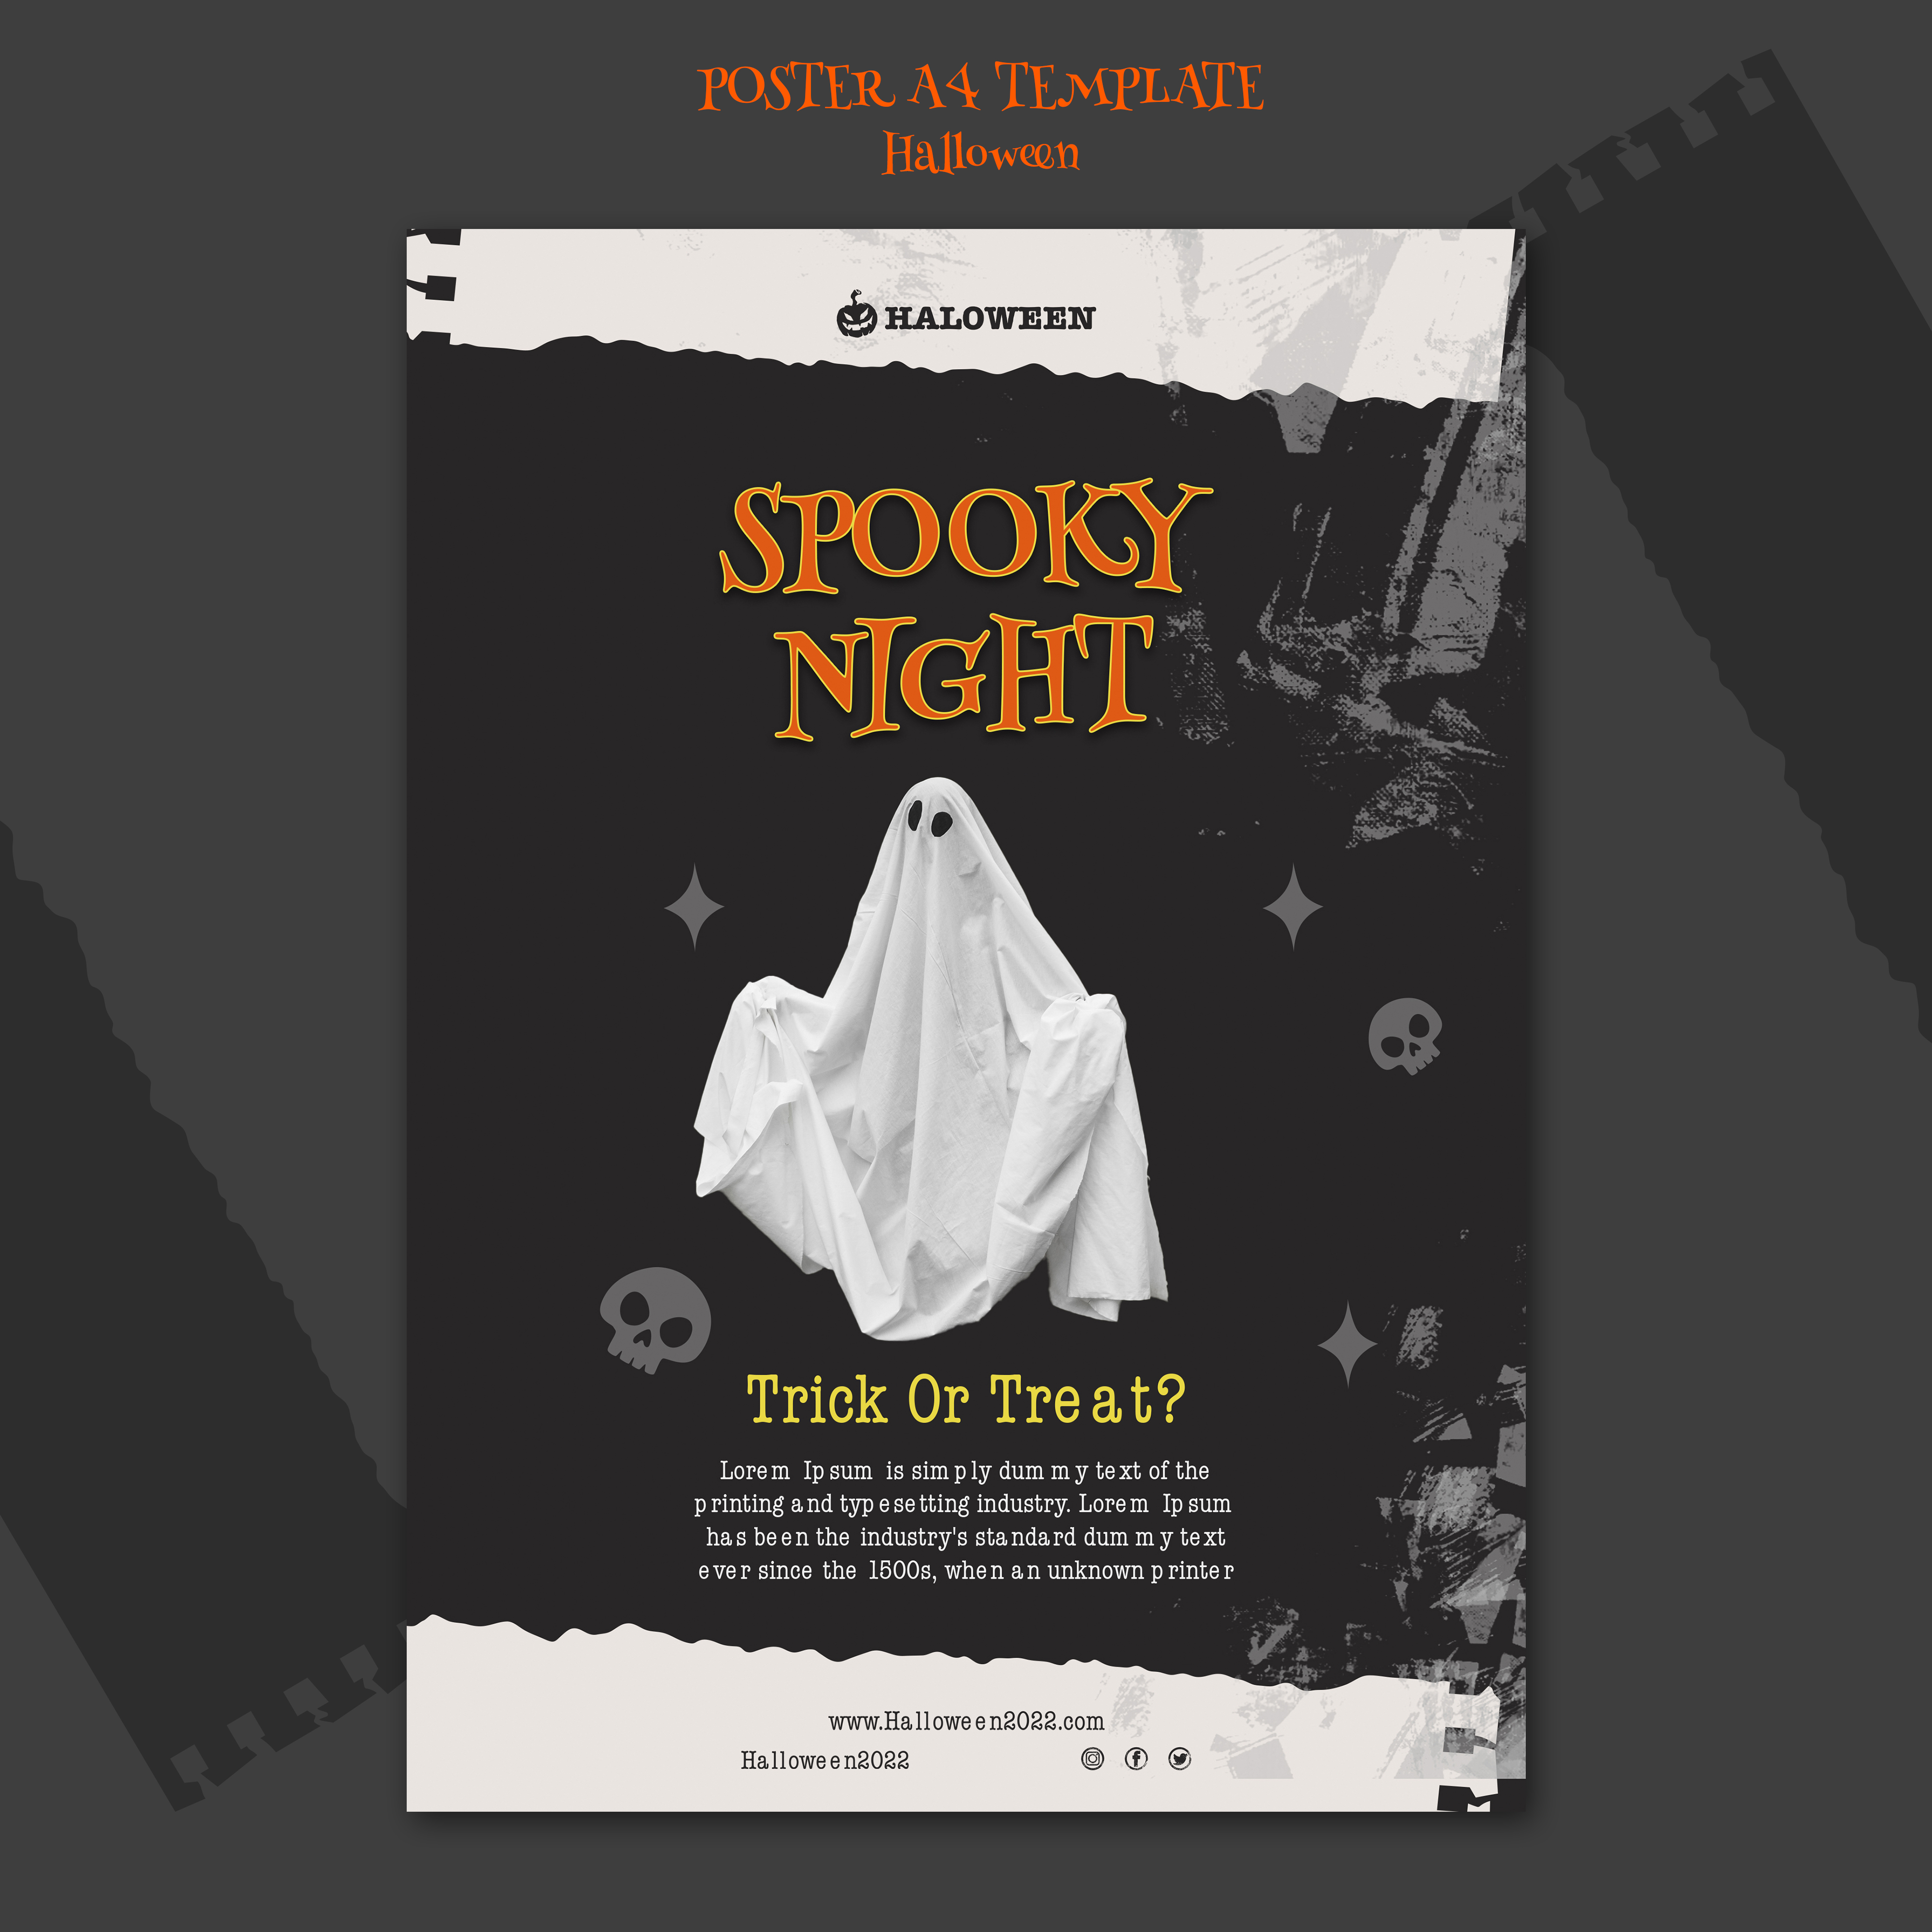 POSTER A4 TEMPLATE
Halloween
HALOWEEN
SPOOKY
NIGHT
Trick Or Treat?
Lorem Ipsum is simply dummy text of the
printing and typesetting industry. Lorem Ipsum
has been the industry's standard dummy text
ever since the 1500s, when an unknown printer
www.Halloween2022.com
Halloween2022